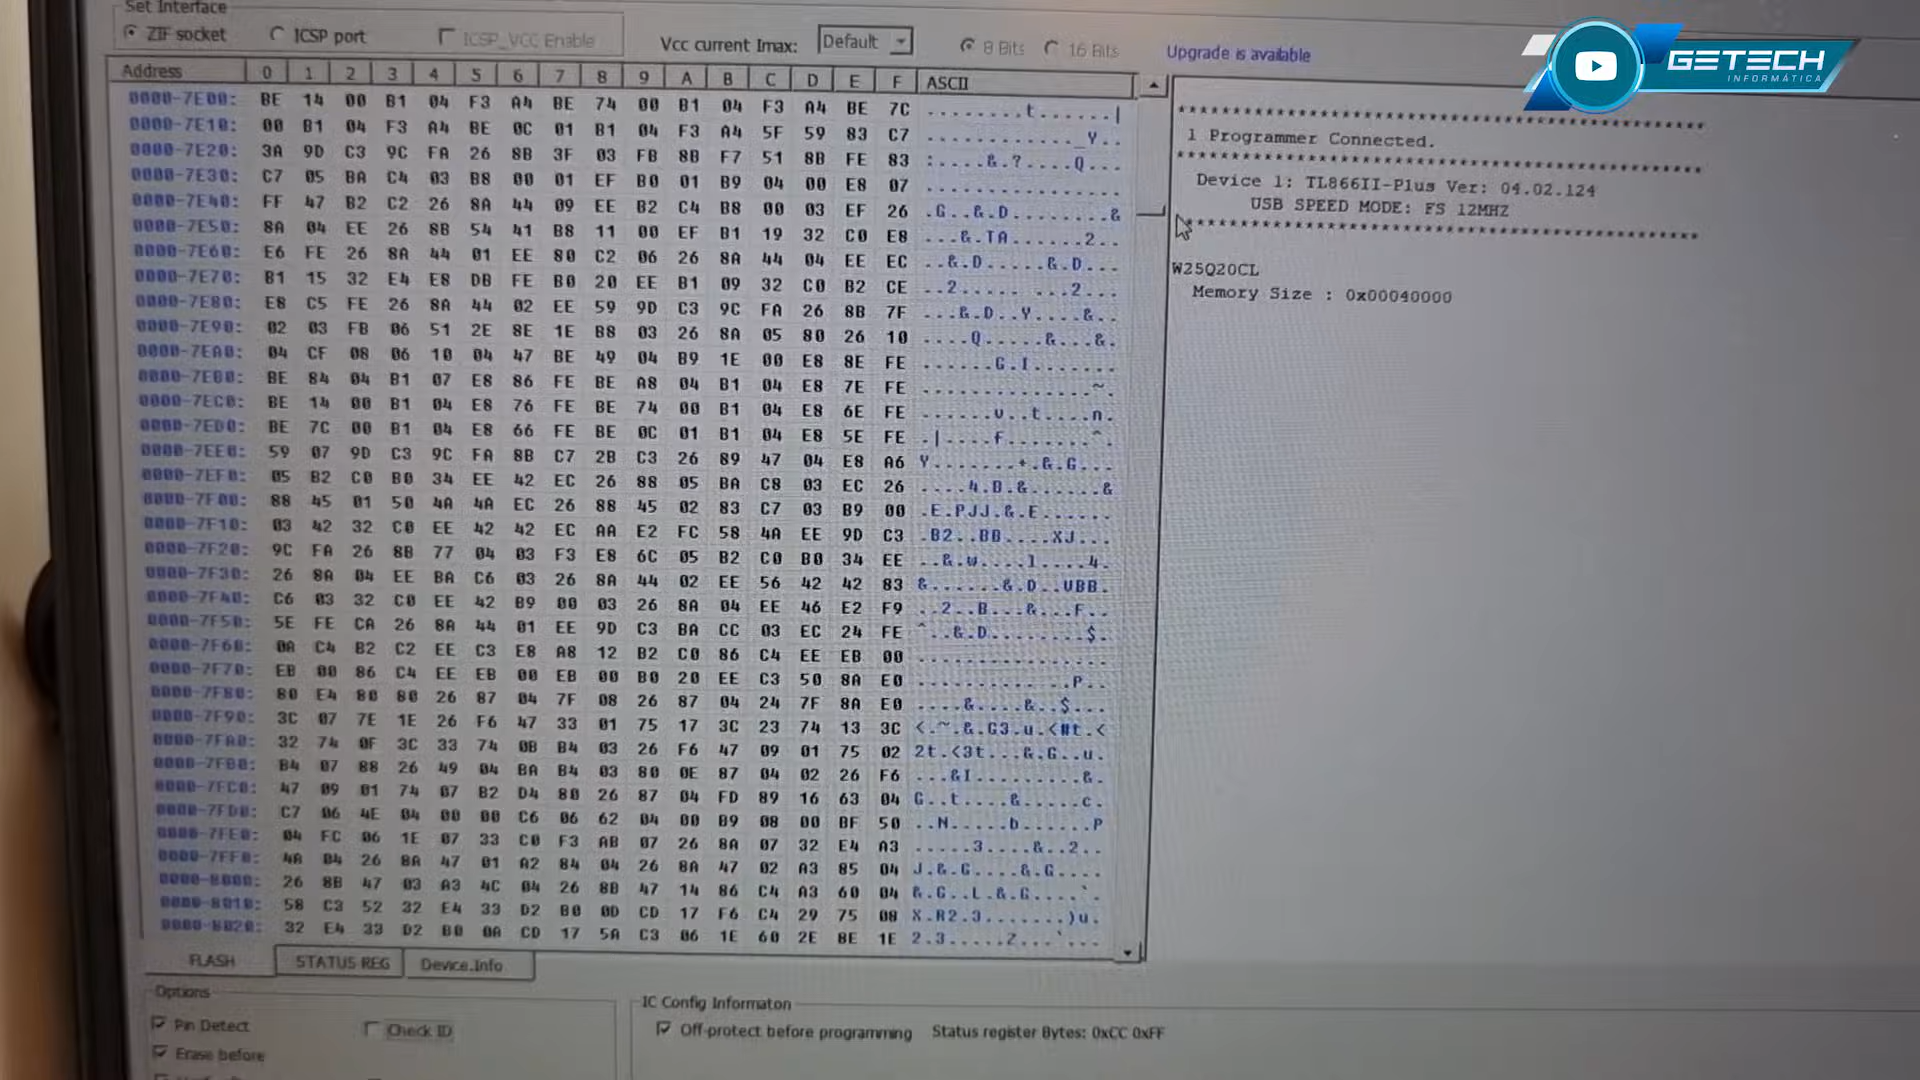 Set Interface
ZIF socket ICSP port ICSP_VCC Enable Vcc current Imax: Default 8 Bits 16 Bits Upgrade is available
GETECH
INFORMÁTICA
Address 0 1 2 3 4 5 6 7 8 9 A B C D E F ASCII
0000-7E00: BE 14 00 B1 04 F3 A4 BE 74 00 B1 04 F3 A4 BE 7C ........t......|
0000-7E10: 00 B1 04 F3 A4 BE 0C 01 B1 04 F3 A4 5F 59 83 C7 ............_Y..
0000-7E20: 3A 9D C3 9C FA 26 8B 3F 03 FB 8B F7 51 8B FE 83 :....&.?....Q...
0000-7E30: C7 05 BA C4 03 B8 00 01 EF B0 01 B9 04 00 E8 07 ................
0000-7E40: FF 47 B2 C2 26 8A 44 09 EE B2 C4 B8 00 03 EF 26 .G..&.D........&
0000-7E50: 8A 04 EE 26 8B 54 41 B8 11 00 EF B1 19 32 C0 E8 ...&.TA......2..
0000-7E60: E6 FE 26 8A 44 01 EE 80 C2 06 26 8A 44 04 EE EC ..&.D.....&.D...
0000-7E70: B1 15 32 E4 E8 DB FE B0 20 EE B1 09 32 C0 B2 CE ..2..... ...2...
0000-7E80: E8 C5 FE 26 8A 44 02 EE 59 9D C3 9C FA 26 8B 7F ...&.D..Y....&..
0000-7E90: 02 03 FB 06 51 2E 8E 1E B8 03 26 8A 05 80 26 10 ....Q.....&...&.
0000-7EA0: 04 CF 08 06 10 04 47 BE 49 04 B9 1E 00 E8 8E FE ......G.I.......
0000-7EB0: BE 84 04 B1 07 E8 86 FE BE A8 04 B1 04 E8 7E FE ..............~.
0000-7EC0: BE 14 00 B1 04 E8 76 FE BE 74 00 B1 04 E8 6E FE ......v..t....n.
0000-7ED0: BE 7C 00 B1 04 E8 66 FE BE 0C 01 B1 04 E8 5E FE .|....f.......^.
0000-7EE0: 59 07 9D C3 9C FA 8B C7 2B C3 26 89 47 04 E8 A6 Y.......+.&.G...
0000-7EF0: 05 B2 C0 B0 34 EE 42 EC 26 88 05 BA C8 03 EC 26 ....4.B.&......&
0000-7F00: 88 45 01 50 4A 4A EC 26 88 45 02 83 C7 03 B9 00 .E.PJJ.&.E......
0000-7F10: 03 42 32 C0 EE 42 42 EC AA E2 FC 58 4A EE 9D C3 .B2..BB....XJ...
0000-7F20: 9C FA 26 8B 77 04 03 F3 E8 6C 05 B2 C0 B0 34 EE ..&.w....l....4.
0000-7F30: 26 8A 04 EE BA C6 03 26 8A 44 02 EE 56 42 42 83 &......&.D..VBB.
0000-7F40: C6 03 32 C0 EE 42 B9 00 03 26 8A 04 EE 46 E2 F9 ..2..B...&...F..
0000-7F50: 5E FE CA 26 8A 44 01 EE 9D C3 BA CC 03 EC 24 FE ^..&.D........$.
0000-7F60: 0A C4 B2 C2 EE C3 E8 A8 12 B2 C0 86 C4 EE EB 00 ................
0000-7F70: EB 00 86 C4 EE EB 00 EB 00 B0 20 EE C3 50 8A E0 .......... ..P..
0000-7F80: 80 E4 80 80 26 87 04 7F 08 26 87 04 24 7F 8A E0 ....&....&..$...
0000-7F90: 3C 07 7E 1E 26 F6 47 33 01 75 17 3C 23 74 13 3C <.~.&.G3.u.<#t.<
0000-7FA0: 32 74 0F 3C 33 74 0B B4 03 26 F6 47 09 01 75 02 2t.<3t...&.G..u.
0000-7FB0: B4 07 88 26 49 04 BA B4 03 80 0E 87 04 02 26 F6 ...&I.........&.
0000-7FC0: 47 09 01 74 07 B2 D4 80 26 87 04 FD 89 16 63 04 G..t....&.....c.
0000-7FD0: C7 06 4E 04 00 00 C6 06 62 04 00 B9 08 00 BF 50 ..N.....b......P
0000-7FE0: 04 FC 06 1E 07 33 C0 F3 AB 07 26 8A 07 32 E4 A3 .....3....&..2..
0000-7FF0: 4A 04 26 8A 47 01 A2 84 04 26 8A 47 02 A3 85 04 J.&.G....&.G....
0000-8000: 26 8B 47 03 A3 4C 04 26 8B 47 14 86 C4 A3 60 04 &.G..L.&.G....`.
0000-8010: 58 C3 52 32 E4 33 D2 B0 0D CD 17 F6 C4 29 75 08 X.R2.3.......)u.
0000-8020: 32 E4 33 D2 B0 0A CD 17 5A C3 06 1E 60 2E 8E 1E 2.3.....Z...`...
1 Programmer Connected.
Device 1: TL866II-Plus Ver: 04.02.124
USB SPEED MODE: FS 12MHZ
W25Q20CL
Memory Size : 0x00040000
FLASH STATUS REG Device.Info
Options
Pin Detect Check ID
Erase before
IC Config Informaton
Off-protect before programming Status register Bytes: 0xCC 0xFF